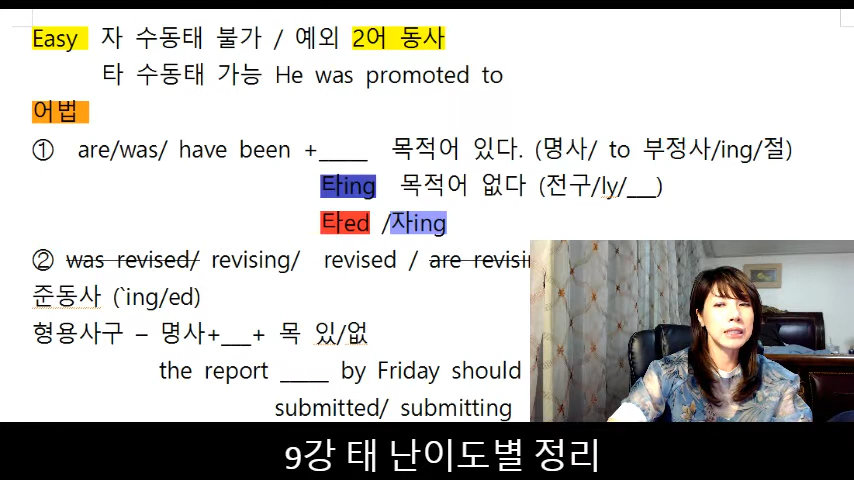 Easy 자 수동태 불가 / 예외 2어 동사
타 수동태 가능 He was promoted to
어법
① are/was/ have been +____ 목적어 있다. (명사/ to 부정사/ing/절)
타ing 목적어 없다 (전구/ly/___)
타ed /자ing
② was revised/ revising/ revised / are revisin
준동사 (`ing/ed)
형용사구 – 명사+___+ 목 있/없
the report ____ by Friday should
submitted/ submitting
9강 태 난이도별 정리